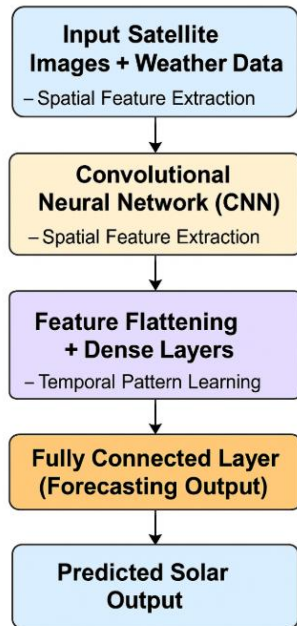 Input Satellite
Images + Weather Data
– Spatial Feature Extraction
Convolutional
Neural Network (CNN)
– Spatial Feature Extraction
Feature Flattening
+ Dense Layers
– Temporal Pattern Learning
Fully Connected Layer
(Forecasting Output)
Predicted Solar
Output